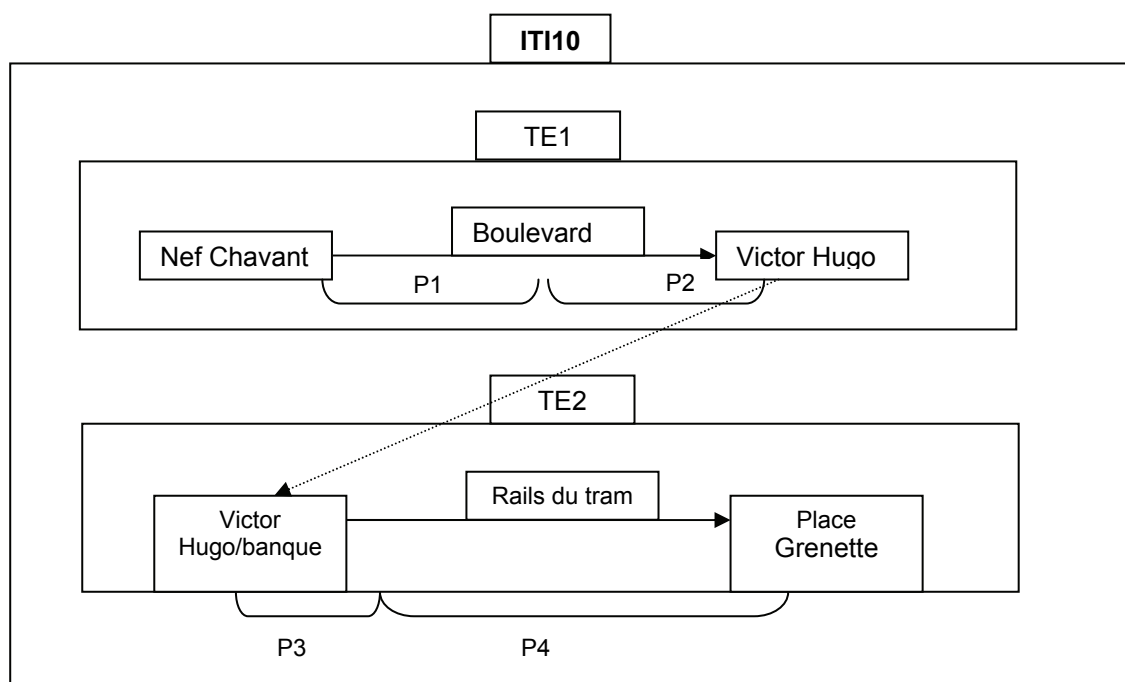 ITI10
TE1
Boulevard
Nef Chavant
Victor Hugo
P1
P2
TE2
Rails du tram
Victor
Hugo/banque
Place
Grenette
P3
P4